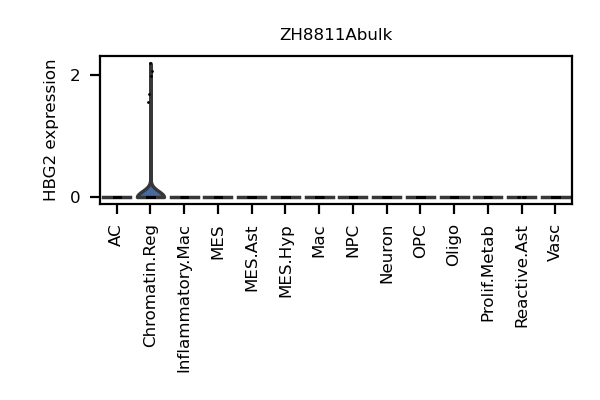 ZH8811Abulk
HBG2 expression
2
0
AC
Chromatin.Reg
Inflammatory.Mac
MES
MES.Ast
MES.Hyp
Mac
NPC
Neuron
OPC
Oligo
Prolif.Metab
Reactive.Ast
Vasc